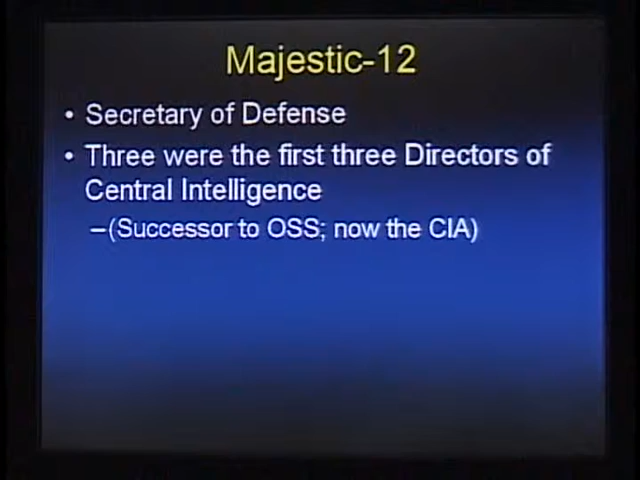 Majestic-12
• Secretary of Defense
• Three were the first three Directors of
Central Intelligence
–(Successor to OSS; now the CIA)